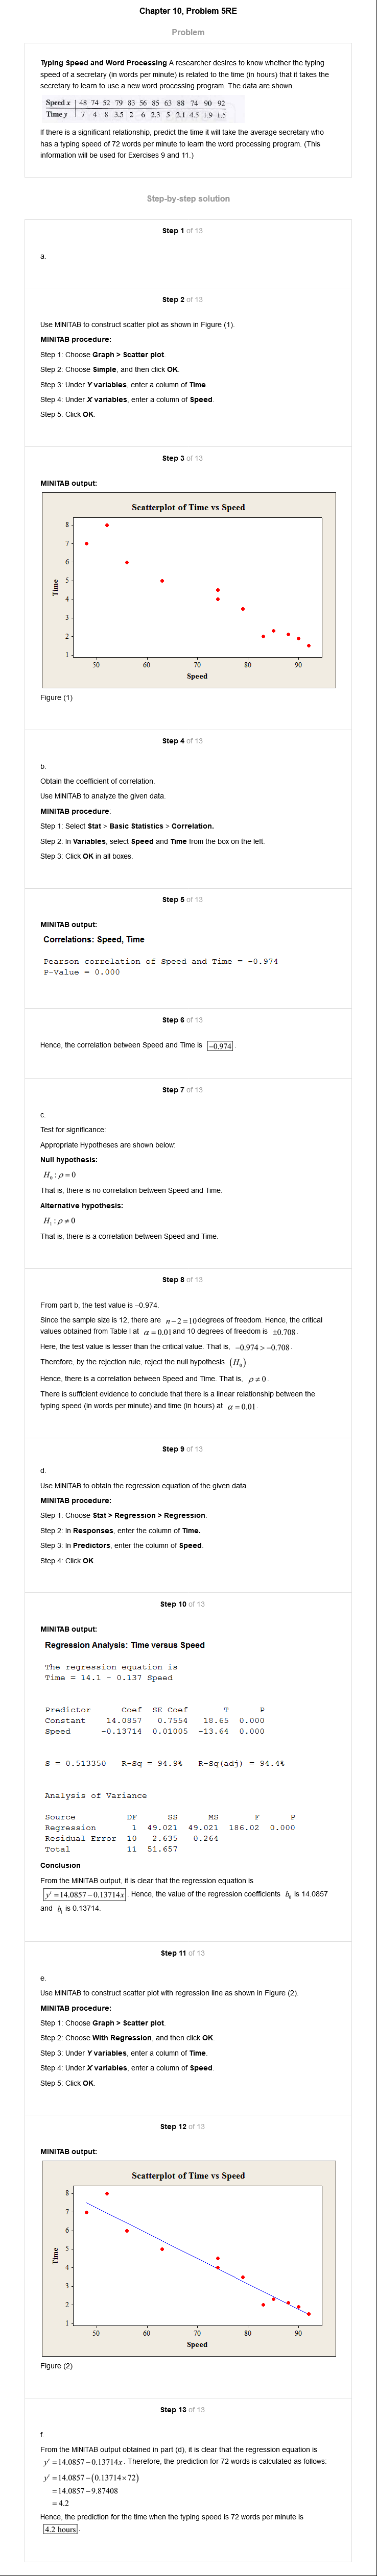 Chapter 10, Problem 5RE
Problem
Typing Speed and Word Processing A researcher desires to know whether the typing
speed of a secretary (in words per minute) is related to the time (in hours) that it takes the
secretary to learn to use a new word processing program. The data are shown.
Speed x 48 74 52 79 83 56 85 63 88 74 90 92
Time y 7 4 8 3.5 2 6 2.3 5 2.1 4.5 1.9 1.5
If there is a significant relationship, predict the time it will take the average secretary who
has a typing speed of 72 words per minute to learn the word processing program. (This
information will be used for Exercises 9 and 11.)
Step-by-step solution
Step 1 of 13
a.
Step 2 of 13
Use MINITAB to construct scatter plot as shown in Figure (1).
MINITAB procedure:
Step 1: Choose Graph > Scatter plot.
Step 2: Choose Simple, and then click OK.
Step 3: Under Y variables, enter a column of Time.
Step 4: Under X variables, enter a column of Speed.
Step 5: Click OK.
Step 3 of 13
MINITAB output:
Scatterplot of Time vs Speed
8
7
6
5
4
3
2
1
Time
50 60 70 80 90
Speed
Figure (1)
Step 4 of 13
b.
Obtain the coefficient of correlation.
Use MINITAB to analyze the given data.
MINITAB procedure:
Step 1: Select Stat > Basic Statistics > Correlation.
Step 2: In Variables, select Speed and Time from the box on the left.
Step 3: Click OK in all boxes.
Step 5 of 13
MINITAB output:
Correlations: Speed, Time
Pearson correlation of Speed and Time = -0.974
P-Value = 0.000
Step 6 of 13
Hence, the correlation between Speed and Time is -0.974.
Step 7 of 13
c.
Test for significance:
Appropriate Hypotheses are shown below:
Null hypothesis:
H₀ : ρ = 0
That is, there is no correlation between Speed and Time.
Alternative hypothesis:
H₁ : ρ ≠ 0
That is, there is a correlation between Speed and Time.
Step 8 of 13
From part b, the test value is –0.974.
Since the sample size is 12, there are n – 2 = 10 degrees of freedom. Hence, the critical
values obtained from Table I at α = 0.01 and 10 degrees of freedom is ±0.708.
Here, the test value is lesser than the critical value. That is, −0.974 > −0.708.
Therefore, by the rejection rule, reject the null hypothesis (H₀).
Hence, there is a correlation between Speed and Time. That is, ρ ≠ 0.
There is sufficient evidence to conclude that there is a linear relationship between the
typing speed (in words per minute) and time (in hours) at α = 0.01.
Step 9 of 13
d.
Use MINITAB to obtain the regression equation of the given data.
MINITAB procedure:
Step 1: Choose Stat > Regression > Regression.
Step 2: In Responses, enter the column of Time.
Step 3: In Predictors, enter the column of Speed.
Step 4: Click OK.
Step 10 of 13
MINITAB output:
Regression Analysis: Time versus Speed
The regression equation is
Time = 14.1 - 0.137 Speed
Predictor Coef SE Coef T P
Constant 14.0857 0.7554 18.65 0.000
Speed -0.13714 0.01005 -13.64 0.000
S = 0.513350 R-Sq = 94.9% R-Sq(adj) = 94.4%
Analysis of Variance
Source DF SS MS F P
Regression 1 49.021 49.021 186.02 0.000
Residual Error 10 2.635 0.264
Total 11 51.657
Conclusion
From the MINITAB output, it is clear that the regression equation is
y' = 14.0857 − 0.13714x. Hence, the value of the regression coefficients b₀ is 14.0857
and b₁ is 0.13714.
Step 11 of 13
e.
Use MINITAB to construct scatter plot with regression line as shown in Figure (2).
MINITAB procedure:
Step 1: Choose Graph > Scatter plot.
Step 2: Choose With Regression, and then click OK.
Step 3: Under Y variables, enter a column of Time.
Step 4: Under X variables, enter a column of Speed.
Step 5: Click OK.
Step 12 of 13
MINITAB output:
Scatterplot of Time vs Speed
8
7
6
5
4
3
2
1
Time
50 60 70 80 90
Speed
Figure (2)
Step 13 of 13
f.
From the MINITAB output obtained in part (d), it is clear that the regression equation is
y' = 14.0857 − 0.13714x. Therefore, the prediction for 72 words is calculated as follows:
y' = 14.0857 − (0.13714 × 72)
= 14.0857 − 9.87408
= 4.2
Hence, the prediction for the time when the typing speed is 72 words per minute is
4.2 hours.